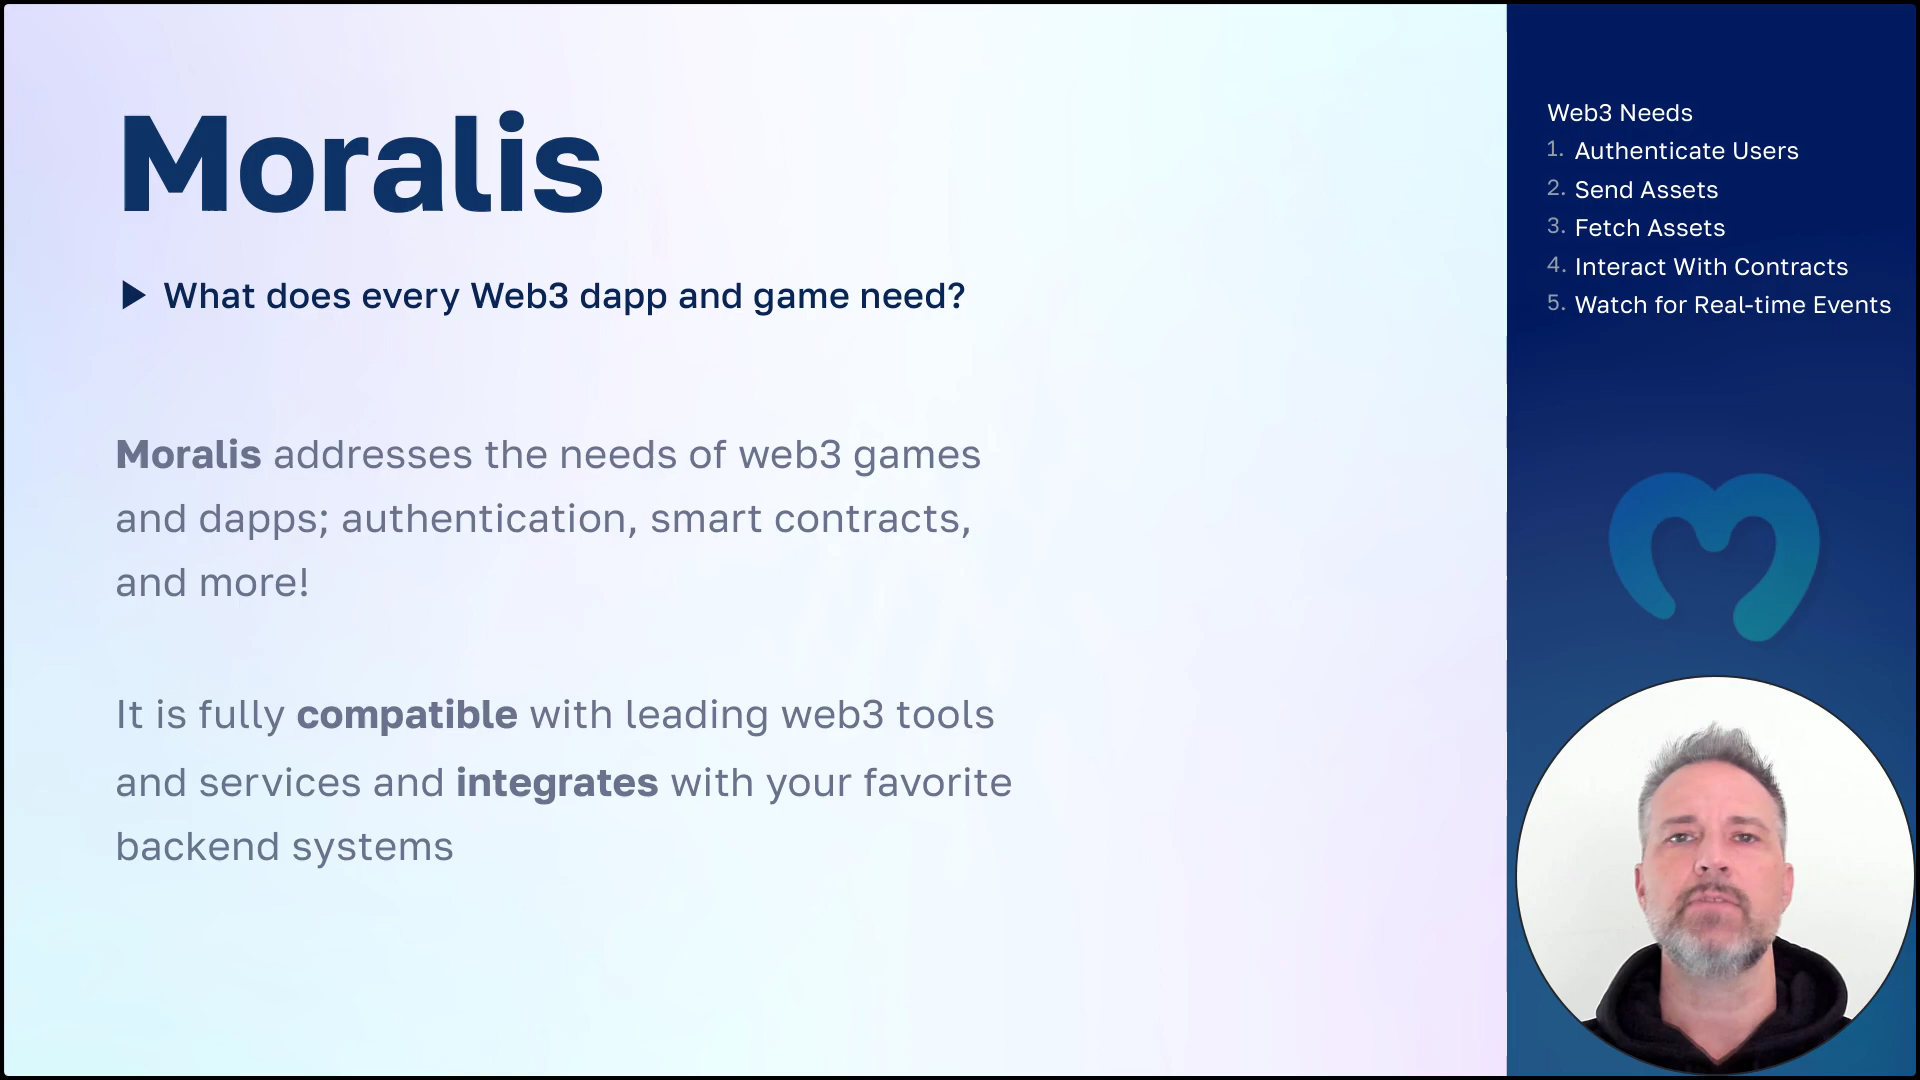 Moralis
▶ What does every Web3 dapp and game need?
Moralis addresses the needs of web3 games
and dapps; authentication, smart contracts,
and more!
It is fully compatible with leading web3 tools
and services and integrates with your favorite
backend systems
Web3 Needs
1. Authenticate Users
2. Send Assets
3. Fetch Assets
4. Interact With Contracts
5. Watch for Real-time Events